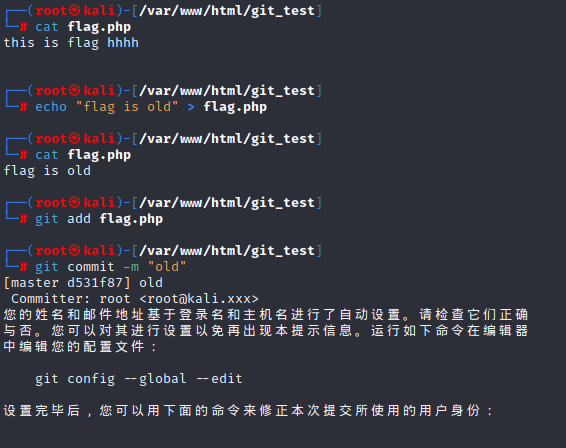 ┌──(root㉿kali)-[/var/www/html/git_test]
└─# cat flag.php
this is flag hhhh
┌──(root㉿kali)-[/var/www/html/git_test]
└─# echo "flag is old" > flag.php
┌──(root㉿kali)-[/var/www/html/git_test]
└─# cat flag.php
flag is old
┌──(root㉿kali)-[/var/www/html/git_test]
└─# git add flag.php
┌──(root㉿kali)-[/var/www/html/git_test]
└─# git commit -m "old"
[master d531f87] old
 Committer: root <root@kali.xxx>
您的姓名和邮件地址基于登录名和主机名进行了自动设置。请检查它们正确
与否。您可以对其进行设置以免再出现本提示信息。运行如下命令在编辑器
中编辑您的配置文件：
    git config --global --edit
设置完毕后，您可以用下面的命令来修正本次提交所使用的用户身份：